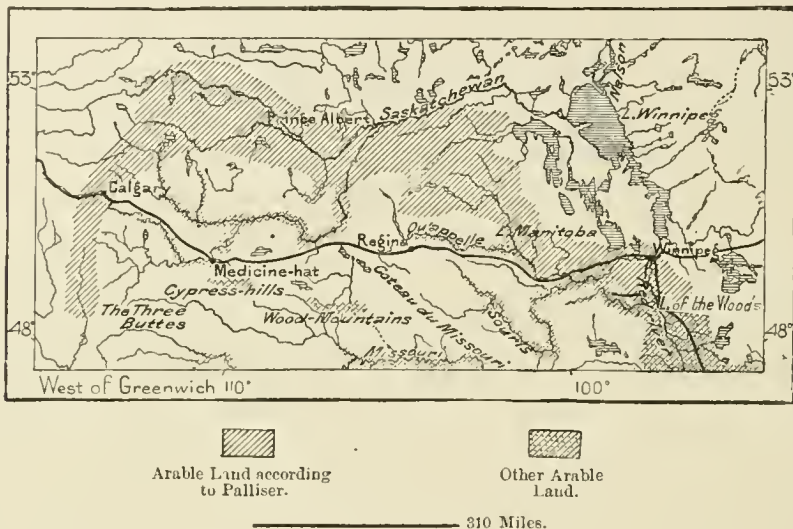 53° 53°
Prince Albert
Saskatchewan
Nelson
L. Winnipeg
Calgary
Regina
Qu'appelle
L. Manitoba
Winnipeg
Medicine-hat
Cypress-hills
Coteau du Missouri
The Three
Buttes
Wood-Mountains
Souris
L. of the Woods
48° 48°
Missouri
West of Greenwich 110° 100°
Arable Land according
to Palliser.
Other Arable
Land.
310 Miles.